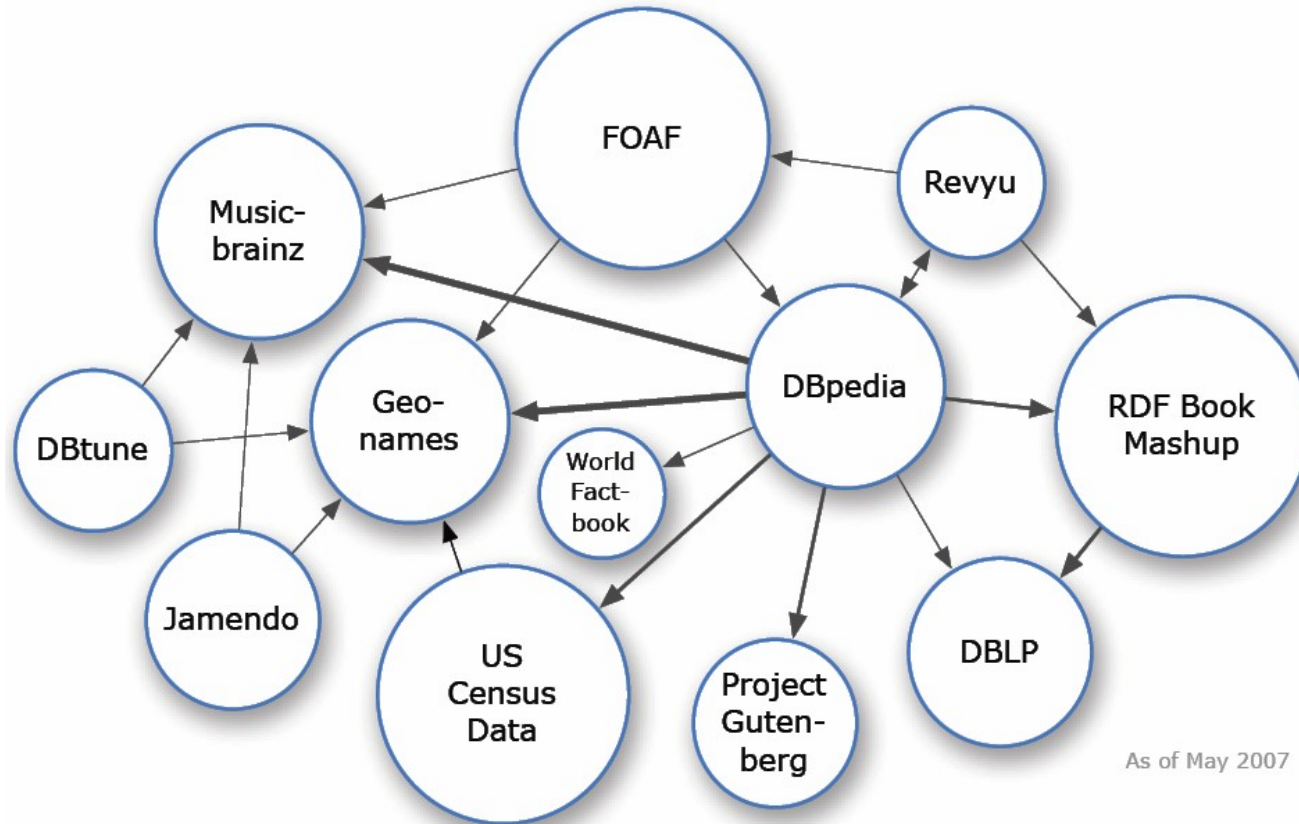 FOAF
Revyu
Music-
brainz
DBpedia
Geo-
names
RDF Book
Mashup
DBtune
World
Fact-
book
Jamendo
US
Census
Data
Project
Guten-
berg
DBLP
As of May 2007